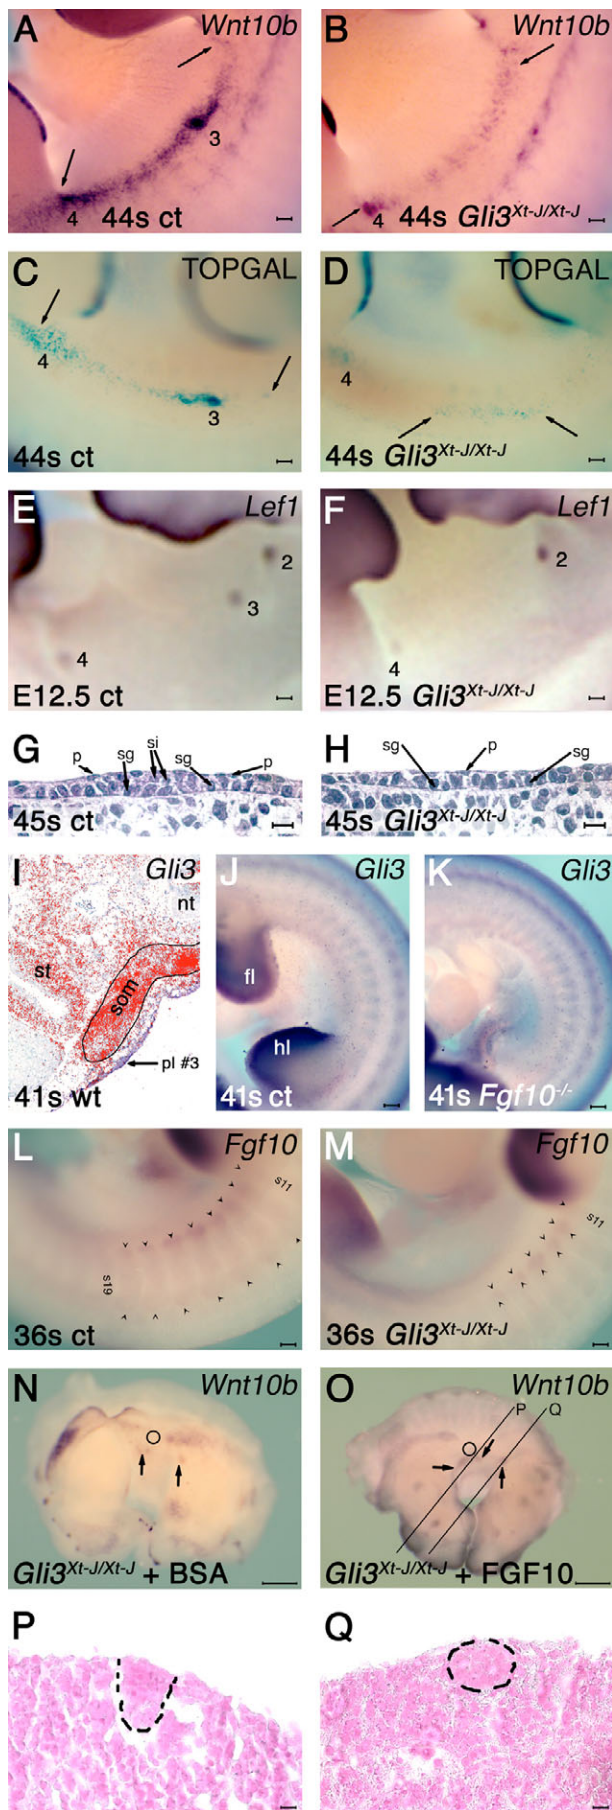 A Wnt10b
3
4
44s ct
B Wnt10b
4
44s Gli3Xt-J/Xt-J
C TOPGAL
4
3
44s ct
D TOPGAL
4
44s Gli3Xt-J/Xt-J
E Lef1
2
3
4
E12.5 ct
F Lef1
2
4
E12.5 Gli3Xt-J/Xt-J
G
p sg si sg p
45s ct
H
sg p sg
45s Gli3Xt-J/Xt-J
I Gli3
nt
st
som
pl #3
41s wt
J Gli3
fl
hl
41s ct
K Gli3
41s Fgf10-/-
L Fgf10
s11
s19
36s ct
M Fgf10
s11
36s Gli3Xt-J/Xt-J
N Wnt10b
Gli3Xt-J/Xt-J + BSA
O Wnt10b
P Q
Gli3Xt-J/Xt-J + FGF10
P
Q